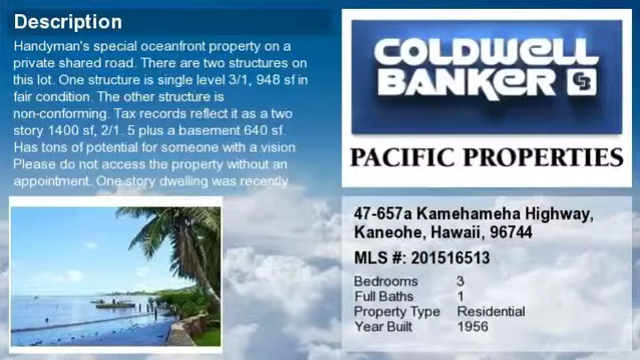 Description
Handyman's special oceanfront property on a
private shared road. There are two structures on
this lot. One structure is single level 3/1, 948 sf in
fair condition. The other structure is
non-conforming. Tax records reflect it as a two
story 1400 sf, 2/1. 5 plus a basement 640 sf.
Has tons of potential for someone with a vision.
Please do not access the property without an
appointment. One story dwelling was recently
COLDWELL
BANKER CB
PACIFIC PROPERTIES
47-657a Kamehameha Highway,
Kaneohe, Hawaii, 96744
MLS #: 201516513
Bedrooms 3
Full Baths 1
Property Type Residential
Year Built 1956